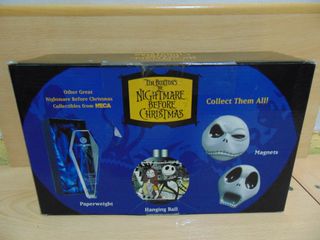 Other Great
Nightmare Before Christmas
Collectibles from NECA
TIM BURTON'S THE
NIGHTMARE
BEFORE
CHRISTMAS
Collect Them All!
Magnets
Paperweight
Hanging Ball